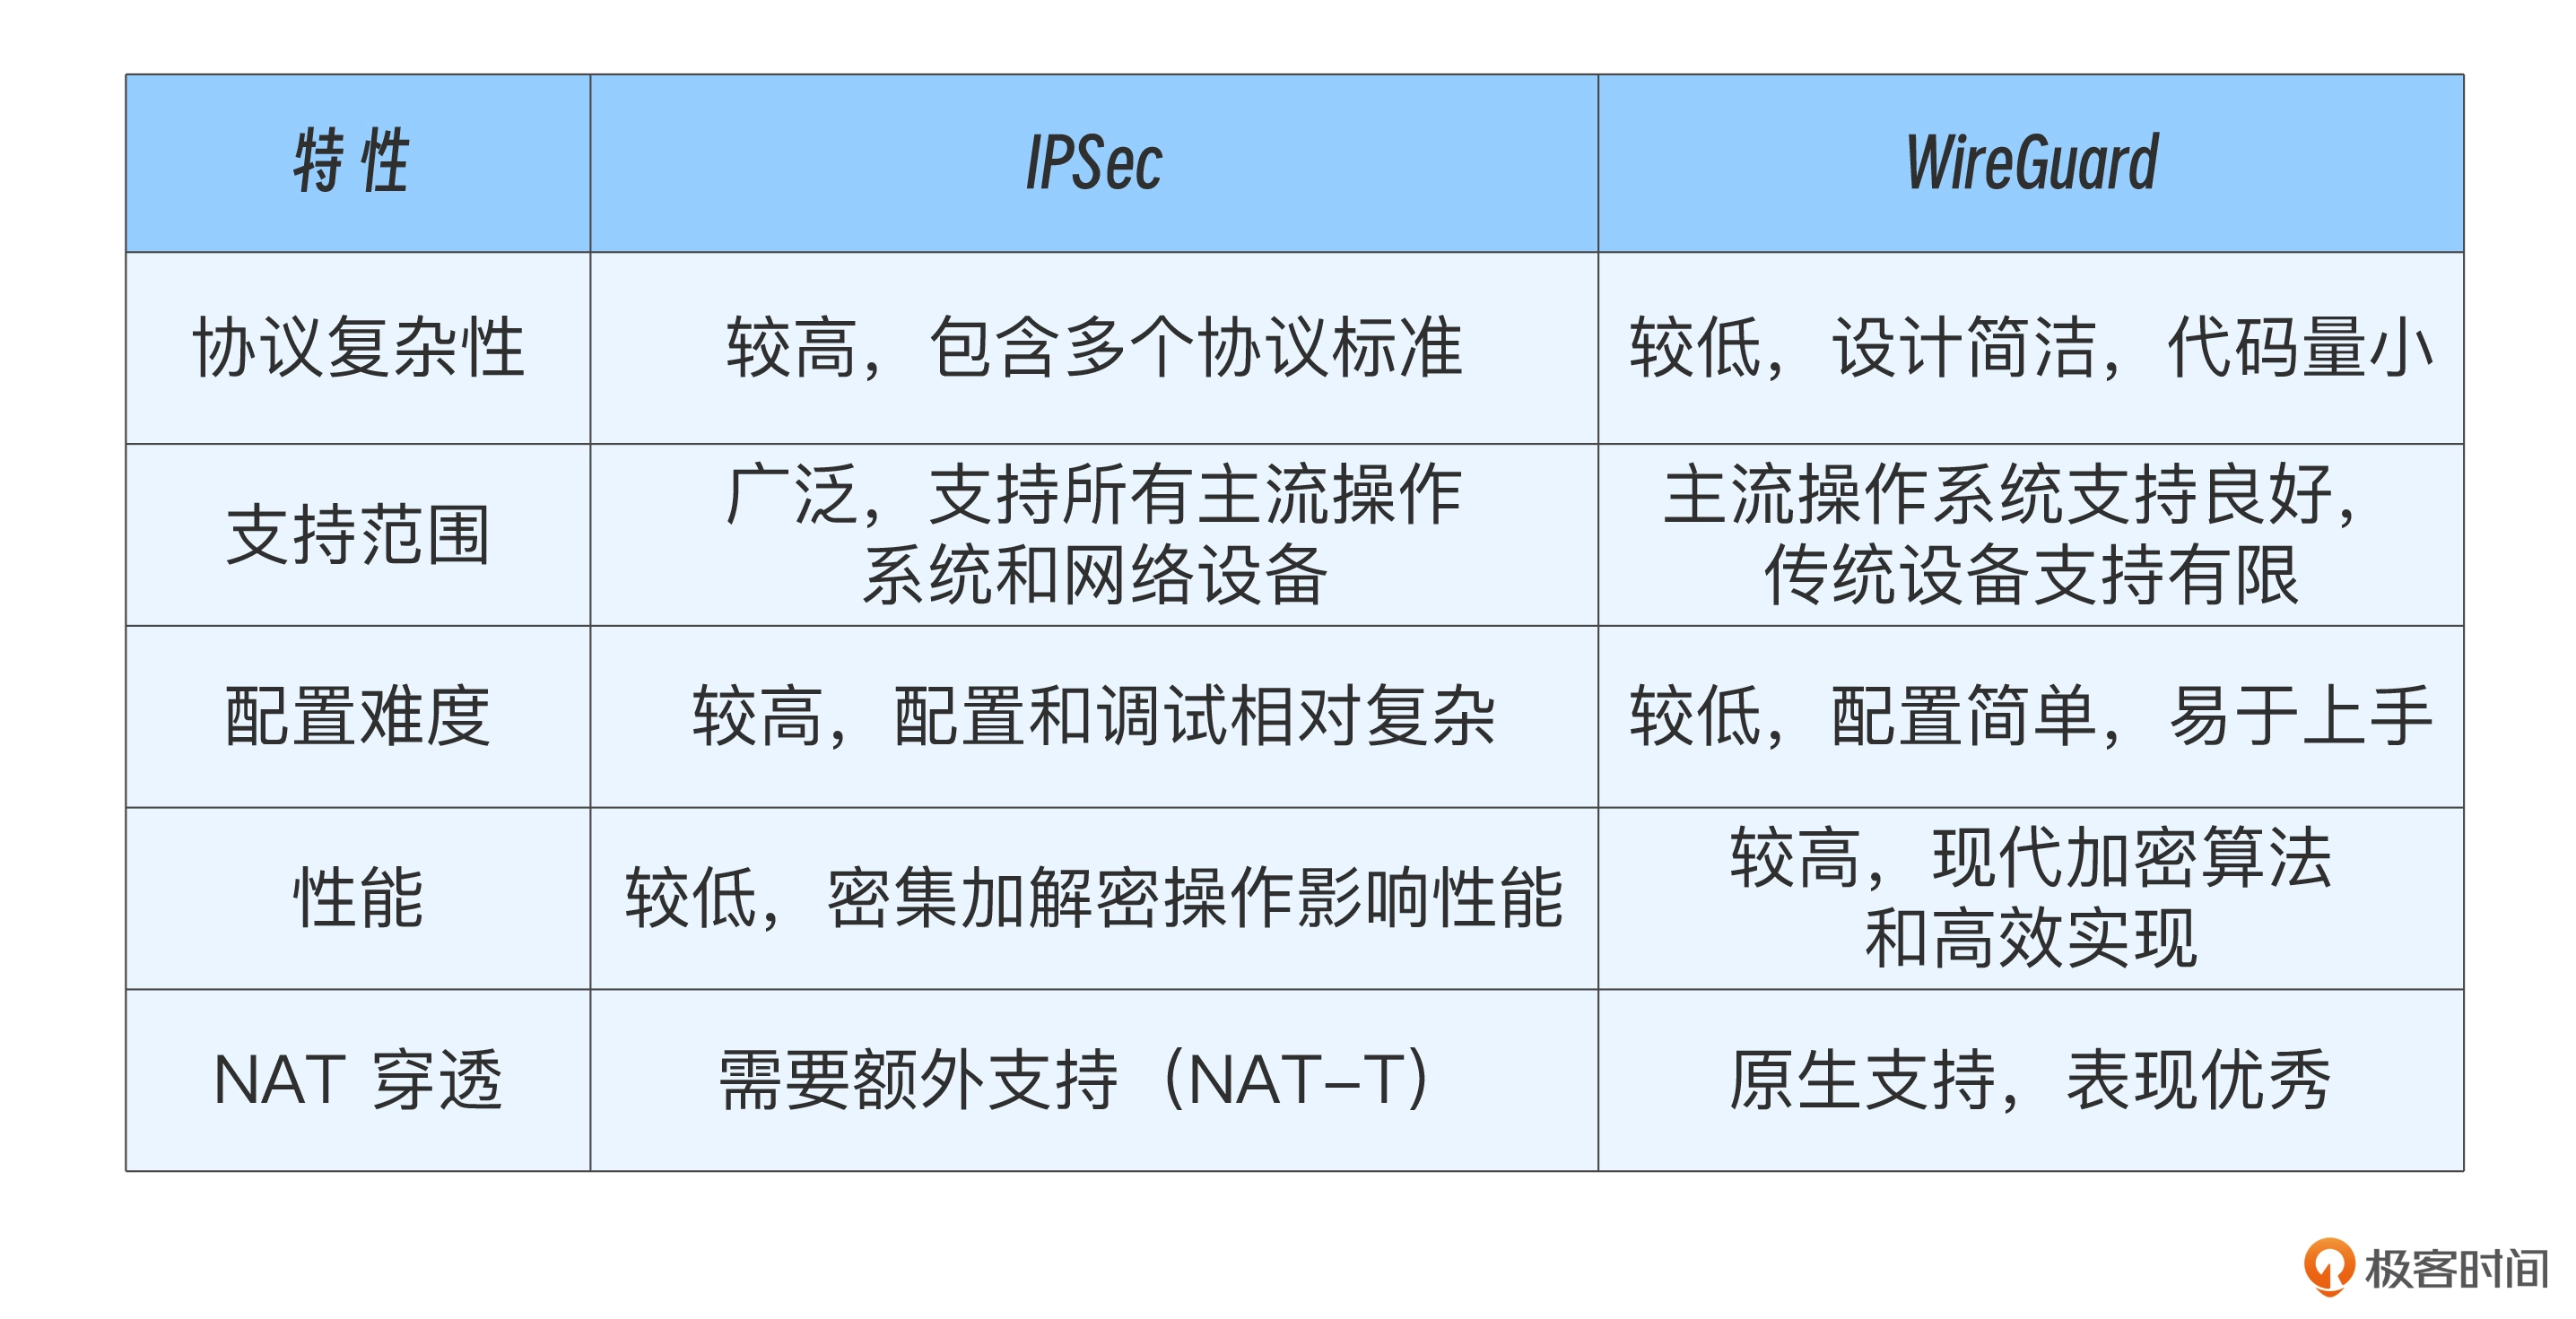 特性
IPSec
WireGuard
协议复杂性
较高，包含多个协议标准
较低，设计简洁，代码量小
支持范围
广泛，支持所有主流操作
系统和网络设备
主流操作系统支持良好，
传统设备支持有限
配置难度
较高，配置和调试相对复杂
较低，配置简单，易于上手
性能
较低，密集加解密操作影响性能
较高，现代加密算法
和高效实现
NAT 穿透
需要额外支持（NAT–T）
原生支持，表现优秀
极客时间